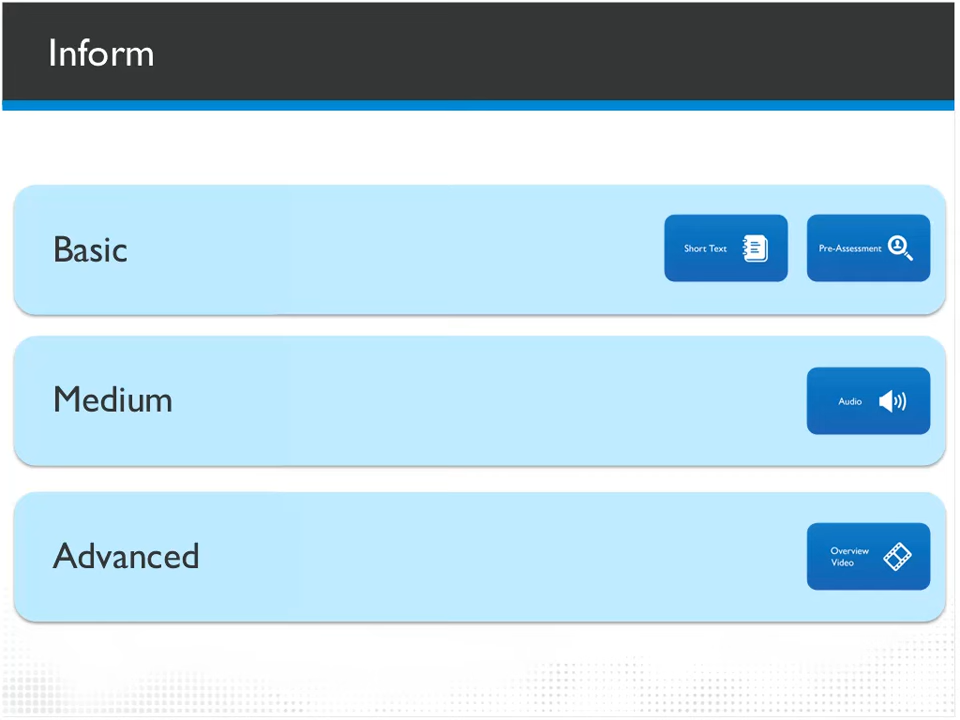 Inform
Basic
Short Text
Pre-Assessment
Medium
Audio
Advanced
Overview
Video